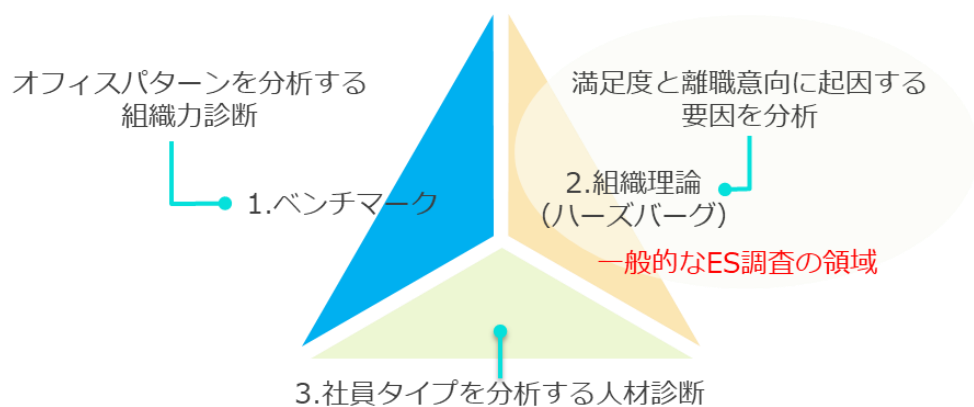 オフィスパターンを分析する
組織力診断
1.ベンチマーク
満足度と離職意向に起因する
要因を分析
2.組織理論
(ハーズバーグ)
一般的なES調査の領域
3.社員タイプを分析する人材診断